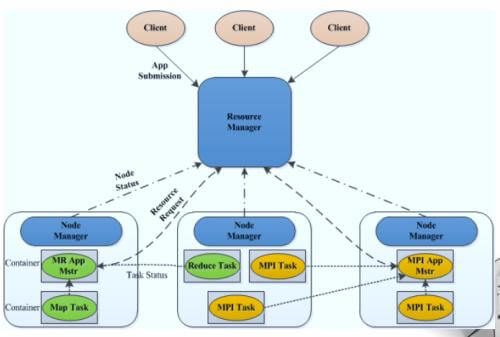 Client
Client
Client
App
Submission
Resource
Manager
Node
Status
Resource
Request
Node
Manager
Node
Manager
Node
Manager
Container
MR App
Mstr
Task Status
Reduce Task
MPI Task
MPI App
Mstr
Container
Map Task
MPI Task
MPI Task